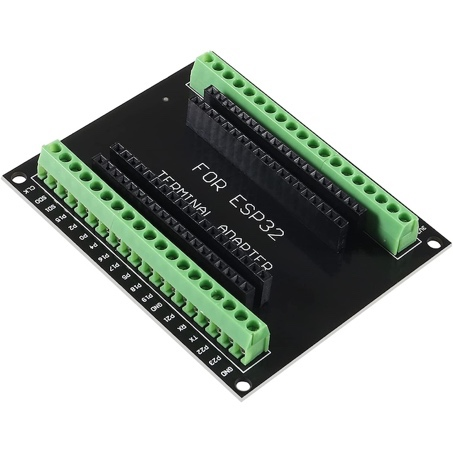 FOR ESP32
TERMINAL ADAPTER
CLK
SD0
SD1
P15
P2
P0
P4
P16
P17
P5
P18
P19
GND
P21
RX
TX
P22
P23
GND